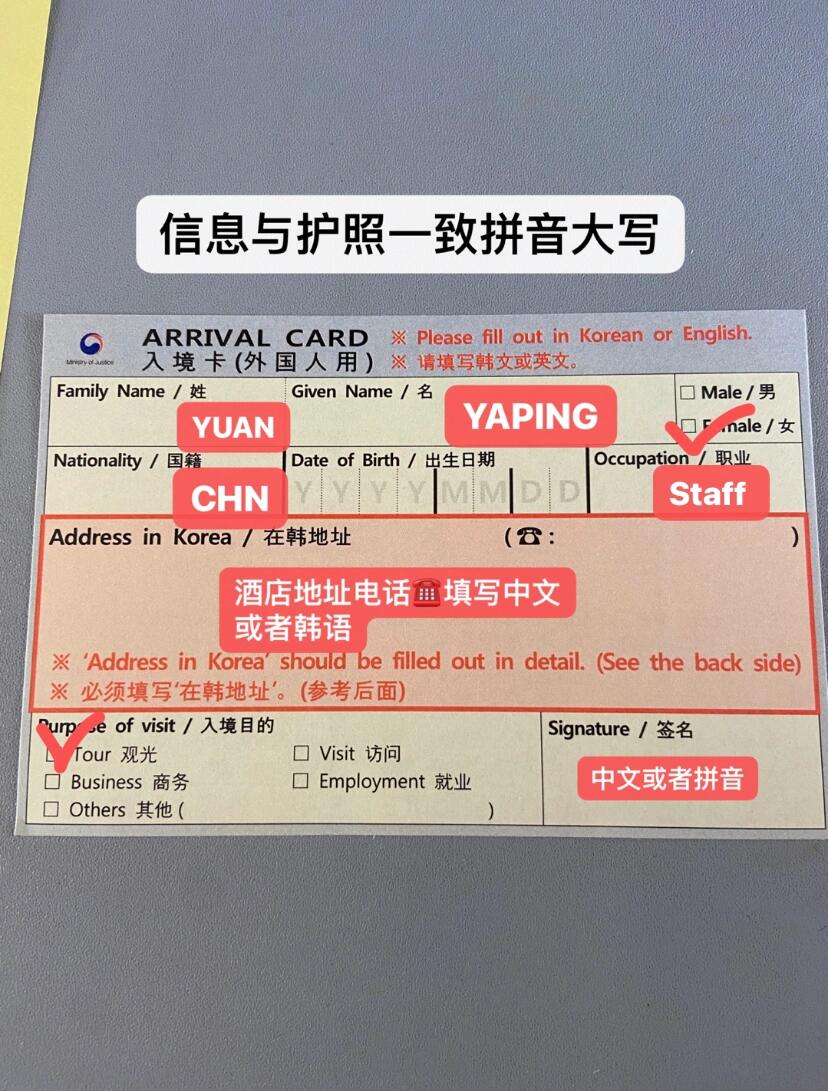 信息与护照一致拼音大写
Ministry of Justice
ARRIVAL CARD ※ Please fill out in Korean or English.
入境卡(外国人用) ※ 请填写韩文或英文。
Family Name / 姓
YUAN
Given Name / 名
YAPING
□ Male / 男
□ Female / 女
Nationality / 国籍
CHN
Date of Birth / 出生日期
Y Y Y Y M M D D
Occupation / 职业
Staff
Address in Korea / 在韩地址 (☎: )
酒店地址电话☎️填写中文
或者韩语
※ ‘Address in Korea’ should be filled out in detail. (See the back side)
※ 必须填写‘在韩地址’。(参考后面)
Purpose of visit / 入境目的
□ Tour 观光 □ Visit 访问
□ Business 商务 □ Employment 就业
□ Others 其他 ( )
Signature / 签名
中文或者拼音